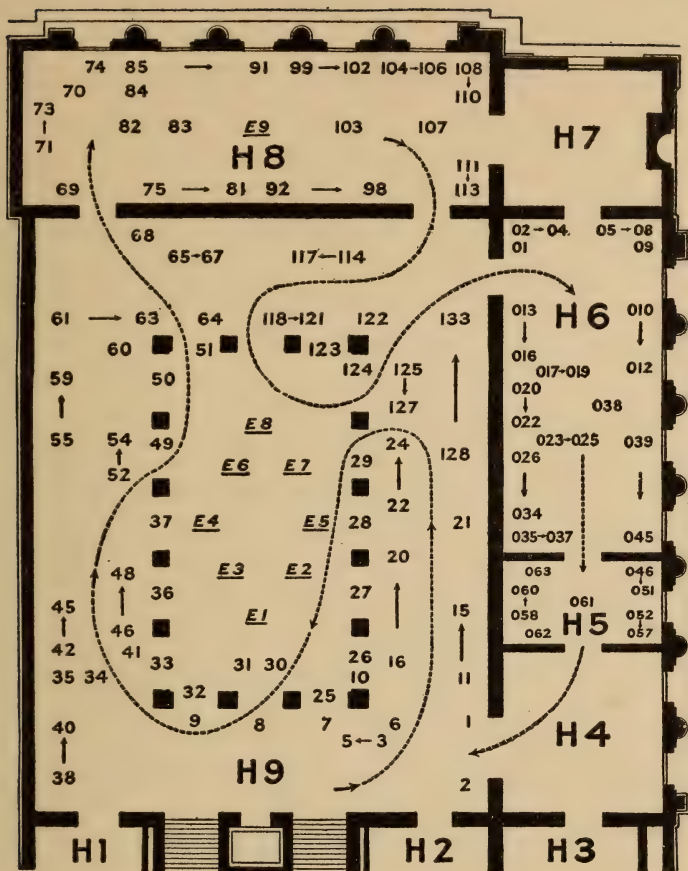 74 85 → 91 99 → 102 104→106 108
70 84 ↓ 110
73 ↑ 71
82 83 E9 103 107
H8 H7
111 ↓ 113
69 75 → 81 92 → 98
68
65→67 117←114
02→04 05→08
01 09
61 → 63 64 118→121 122 133
013 H6 010
↓ ↓
60 51 123
016
124 125 017→019 012
59 50 ↓
↑ 127 020 038
55 E8 ↓
022
54 49 24 023→025 039
↑ 29 128 026
52 E6 E7 ↑ ↓ ↓
22
37 E4 E5 28 21 034
035→037 045
48 E3 E2 20 063 046
↑ 36 27 ↑ 060 ↓ 051
45 15 ↑ 061
↑ E1 ↑ 058 052
46 062 H5 ↓ 057
42 41
33 31 30 26 16
35 34 10 11
32 25
40 9 8 7 6 1
↑ 5←3 H4
38 H9 2
H1 H2 H3